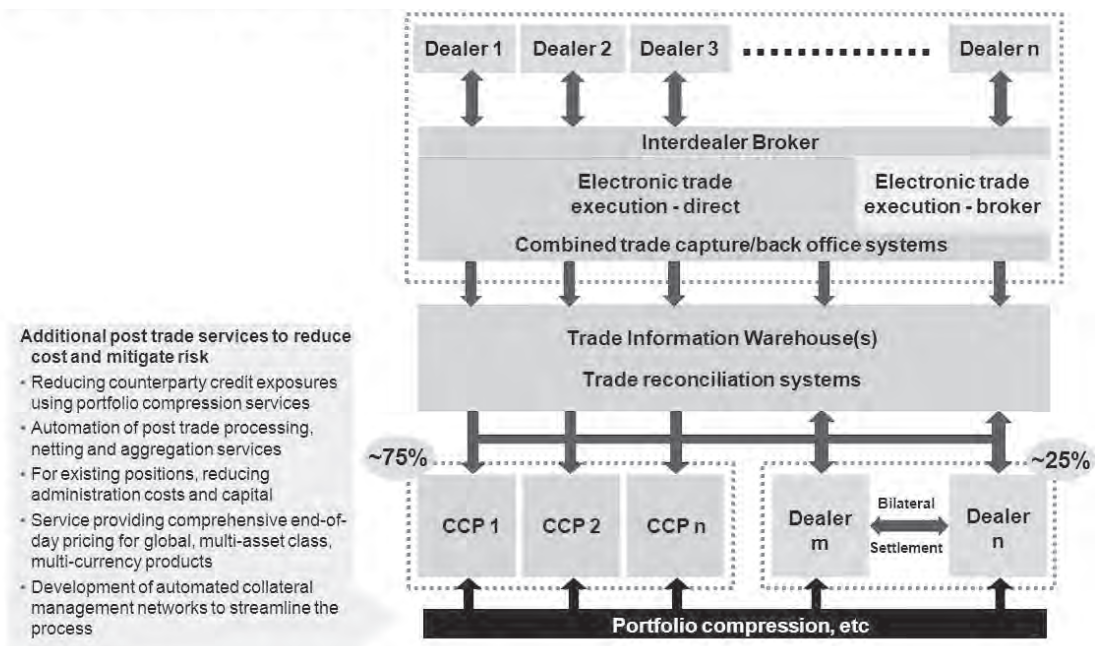 Dealer 1 Dealer 2 Dealer 3 Dealer n
Interdealer Broker
Electronic trade
execution - direct
Electronic trade
execution - broker
Combined trade capture/back office systems
Trade Information Warehouse(s)
Trade reconciliation systems
Additional post trade services to reduce
cost and mitigate risk
• Reducing counterparty credit exposures
using portfolio compression services
• Automation of post trade processing,
netting and aggregation services
• For existing positions, reducing
administration costs and capital
• Service providing comprehensive end-of-
day pricing for global, multi-asset class,
multi-currency products
• Development of automated collateral
management networks to streamline the
process
~75%
~25%
CCP 1 CCP 2 CCP n
Dealer
m
Bilateral
Settlement
Dealer
n
Portfolio compression, etc